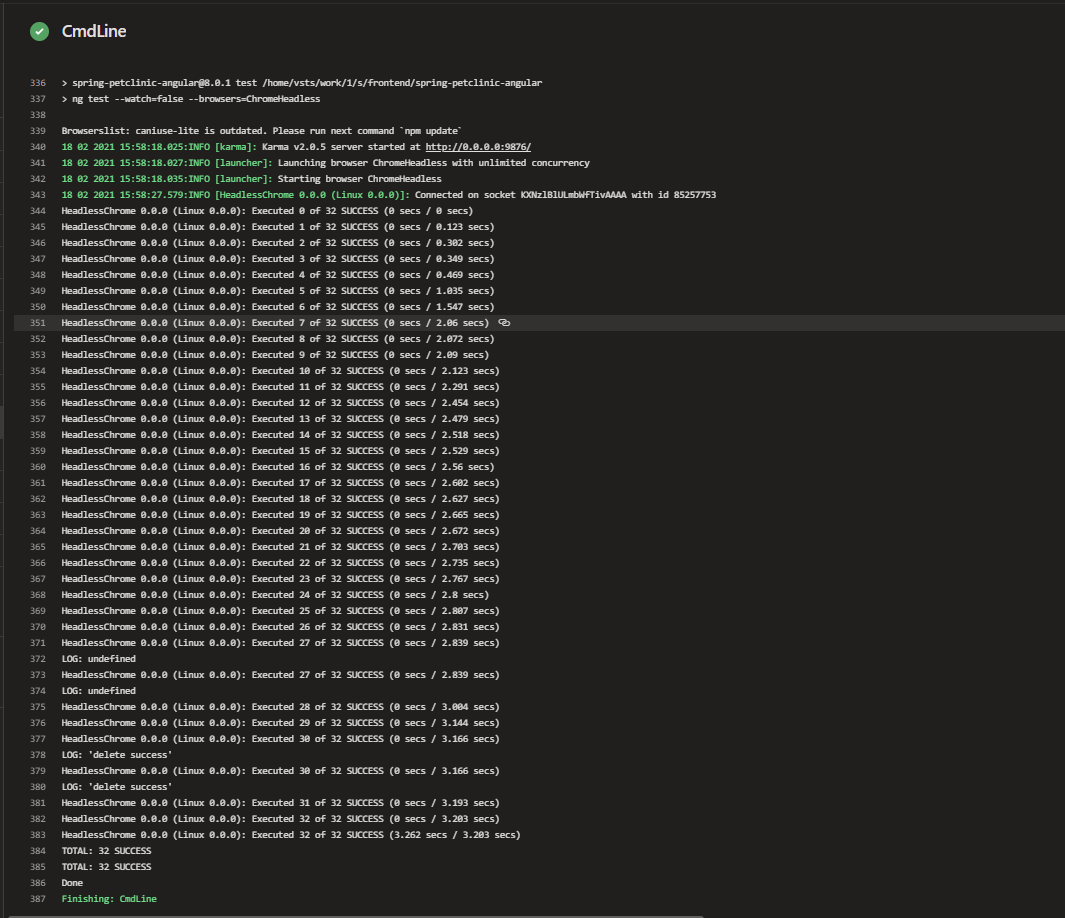 CmdLine
336 > spring-petclinic-angular@8.0.1 test /home/vsts/work/1/s/frontend/spring-petclinic-angular
337 > ng test --watch=false --browsers=ChromeHeadless
338
339 Browserslist: caniuse-lite is outdated. Please run next command `npm update`
340 18 02 2021 15:58:18.025:INFO [karma]: Karma v2.0.5 server started at http://0.0.0.0:9876/
341 18 02 2021 15:58:18.027:INFO [launcher]: Launching browser ChromeHeadless with unlimited concurrency
342 18 02 2021 15:58:18.035:INFO [launcher]: Starting browser ChromeHeadless
343 18 02 2021 15:58:27.579:INFO [HeadlessChrome 0.0.0 (Linux 0.0.0)]: Connected on socket KXNzlBlULmbWfTivAAAA with id 85257753
344 HeadlessChrome 0.0.0 (Linux 0.0.0): Executed 0 of 32 SUCCESS (0 secs / 0 secs)
345 HeadlessChrome 0.0.0 (Linux 0.0.0): Executed 1 of 32 SUCCESS (0 secs / 0.123 secs)
346 HeadlessChrome 0.0.0 (Linux 0.0.0): Executed 2 of 32 SUCCESS (0 secs / 0.302 secs)
347 HeadlessChrome 0.0.0 (Linux 0.0.0): Executed 3 of 32 SUCCESS (0 secs / 0.349 secs)
348 HeadlessChrome 0.0.0 (Linux 0.0.0): Executed 4 of 32 SUCCESS (0 secs / 0.469 secs)
349 HeadlessChrome 0.0.0 (Linux 0.0.0): Executed 5 of 32 SUCCESS (0 secs / 1.035 secs)
350 HeadlessChrome 0.0.0 (Linux 0.0.0): Executed 6 of 32 SUCCESS (0 secs / 1.547 secs)
351 HeadlessChrome 0.0.0 (Linux 0.0.0): Executed 7 of 32 SUCCESS (0 secs / 2.06 secs)
352 HeadlessChrome 0.0.0 (Linux 0.0.0): Executed 8 of 32 SUCCESS (0 secs / 2.072 secs)
353 HeadlessChrome 0.0.0 (Linux 0.0.0): Executed 9 of 32 SUCCESS (0 secs / 2.09 secs)
354 HeadlessChrome 0.0.0 (Linux 0.0.0): Executed 10 of 32 SUCCESS (0 secs / 2.123 secs)
355 HeadlessChrome 0.0.0 (Linux 0.0.0): Executed 11 of 32 SUCCESS (0 secs / 2.291 secs)
356 HeadlessChrome 0.0.0 (Linux 0.0.0): Executed 12 of 32 SUCCESS (0 secs / 2.454 secs)
357 HeadlessChrome 0.0.0 (Linux 0.0.0): Executed 13 of 32 SUCCESS (0 secs / 2.479 secs)
358 HeadlessChrome 0.0.0 (Linux 0.0.0): Executed 14 of 32 SUCCESS (0 secs / 2.518 secs)
359 HeadlessChrome 0.0.0 (Linux 0.0.0): Executed 15 of 32 SUCCESS (0 secs / 2.529 secs)
360 HeadlessChrome 0.0.0 (Linux 0.0.0): Executed 16 of 32 SUCCESS (0 secs / 2.56 secs)
361 HeadlessChrome 0.0.0 (Linux 0.0.0): Executed 17 of 32 SUCCESS (0 secs / 2.602 secs)
362 HeadlessChrome 0.0.0 (Linux 0.0.0): Executed 18 of 32 SUCCESS (0 secs / 2.627 secs)
363 HeadlessChrome 0.0.0 (Linux 0.0.0): Executed 19 of 32 SUCCESS (0 secs / 2.665 secs)
364 HeadlessChrome 0.0.0 (Linux 0.0.0): Executed 20 of 32 SUCCESS (0 secs / 2.672 secs)
365 HeadlessChrome 0.0.0 (Linux 0.0.0): Executed 21 of 32 SUCCESS (0 secs / 2.703 secs)
366 HeadlessChrome 0.0.0 (Linux 0.0.0): Executed 22 of 32 SUCCESS (0 secs / 2.735 secs)
367 HeadlessChrome 0.0.0 (Linux 0.0.0): Executed 23 of 32 SUCCESS (0 secs / 2.767 secs)
368 HeadlessChrome 0.0.0 (Linux 0.0.0): Executed 24 of 32 SUCCESS (0 secs / 2.8 secs)
369 HeadlessChrome 0.0.0 (Linux 0.0.0): Executed 25 of 32 SUCCESS (0 secs / 2.807 secs)
370 HeadlessChrome 0.0.0 (Linux 0.0.0): Executed 26 of 32 SUCCESS (0 secs / 2.831 secs)
371 HeadlessChrome 0.0.0 (Linux 0.0.0): Executed 27 of 32 SUCCESS (0 secs / 2.839 secs)
372 LOG: undefined
373 HeadlessChrome 0.0.0 (Linux 0.0.0): Executed 27 of 32 SUCCESS (0 secs / 2.839 secs)
374 LOG: undefined
375 HeadlessChrome 0.0.0 (Linux 0.0.0): Executed 28 of 32 SUCCESS (0 secs / 3.004 secs)
376 HeadlessChrome 0.0.0 (Linux 0.0.0): Executed 29 of 32 SUCCESS (0 secs / 3.144 secs)
377 HeadlessChrome 0.0.0 (Linux 0.0.0): Executed 30 of 32 SUCCESS (0 secs / 3.166 secs)
378 LOG: 'delete success'
379 HeadlessChrome 0.0.0 (Linux 0.0.0): Executed 30 of 32 SUCCESS (0 secs / 3.166 secs)
380 LOG: 'delete success'
381 HeadlessChrome 0.0.0 (Linux 0.0.0): Executed 31 of 32 SUCCESS (0 secs / 3.193 secs)
382 HeadlessChrome 0.0.0 (Linux 0.0.0): Executed 32 of 32 SUCCESS (0 secs / 3.203 secs)
383 HeadlessChrome 0.0.0 (Linux 0.0.0): Executed 32 of 32 SUCCESS (3.262 secs / 3.203 secs)
384 TOTAL: 32 SUCCESS
385 TOTAL: 32 SUCCESS
386 Done
387 Finishing: CmdLine